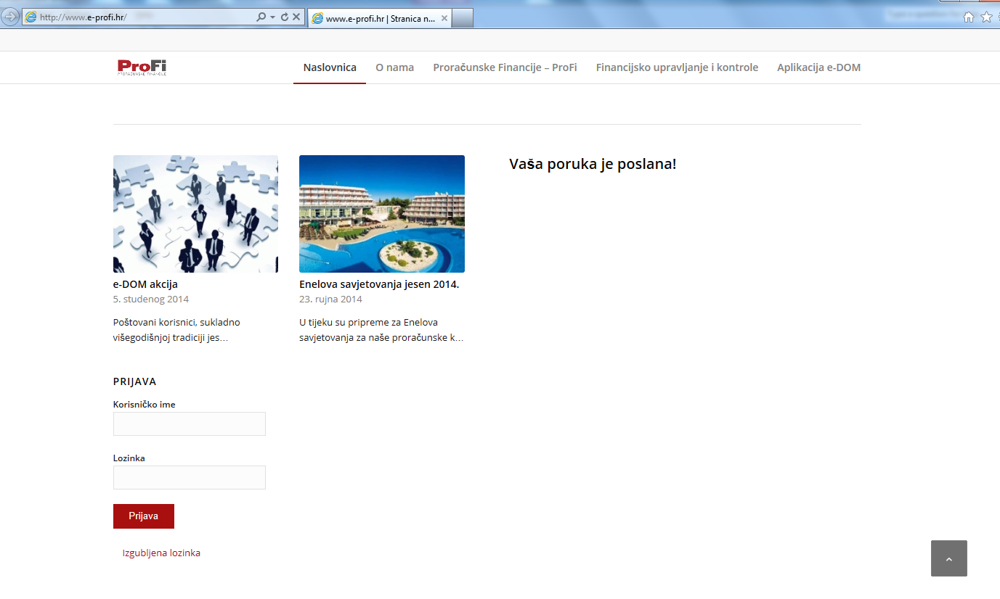 http://www.e-profi.hr/
www.e-profi.hr | Stranica n...
ProFi
PRORAČUNSKE FINANCIJE
Naslovnica
O nama
Proračunske Financije – ProFi
Financijsko upravljanje i kontrole
Aplikacija e-DOM
e-DOM akcija
5. studenog 2014
Poštovani korisnici, sukladno
višegodišnjoj tradiciji jes...
Enelova savjetovanja jesen 2014.
23. rujna 2014
U tijeku su pripreme za Enelova
savjetovanja za naše proračunske k...
Vaša poruka je poslana!
PRIJAVA
Korisničko ime
Lozinka
Prijava
Izgubljena lozinka